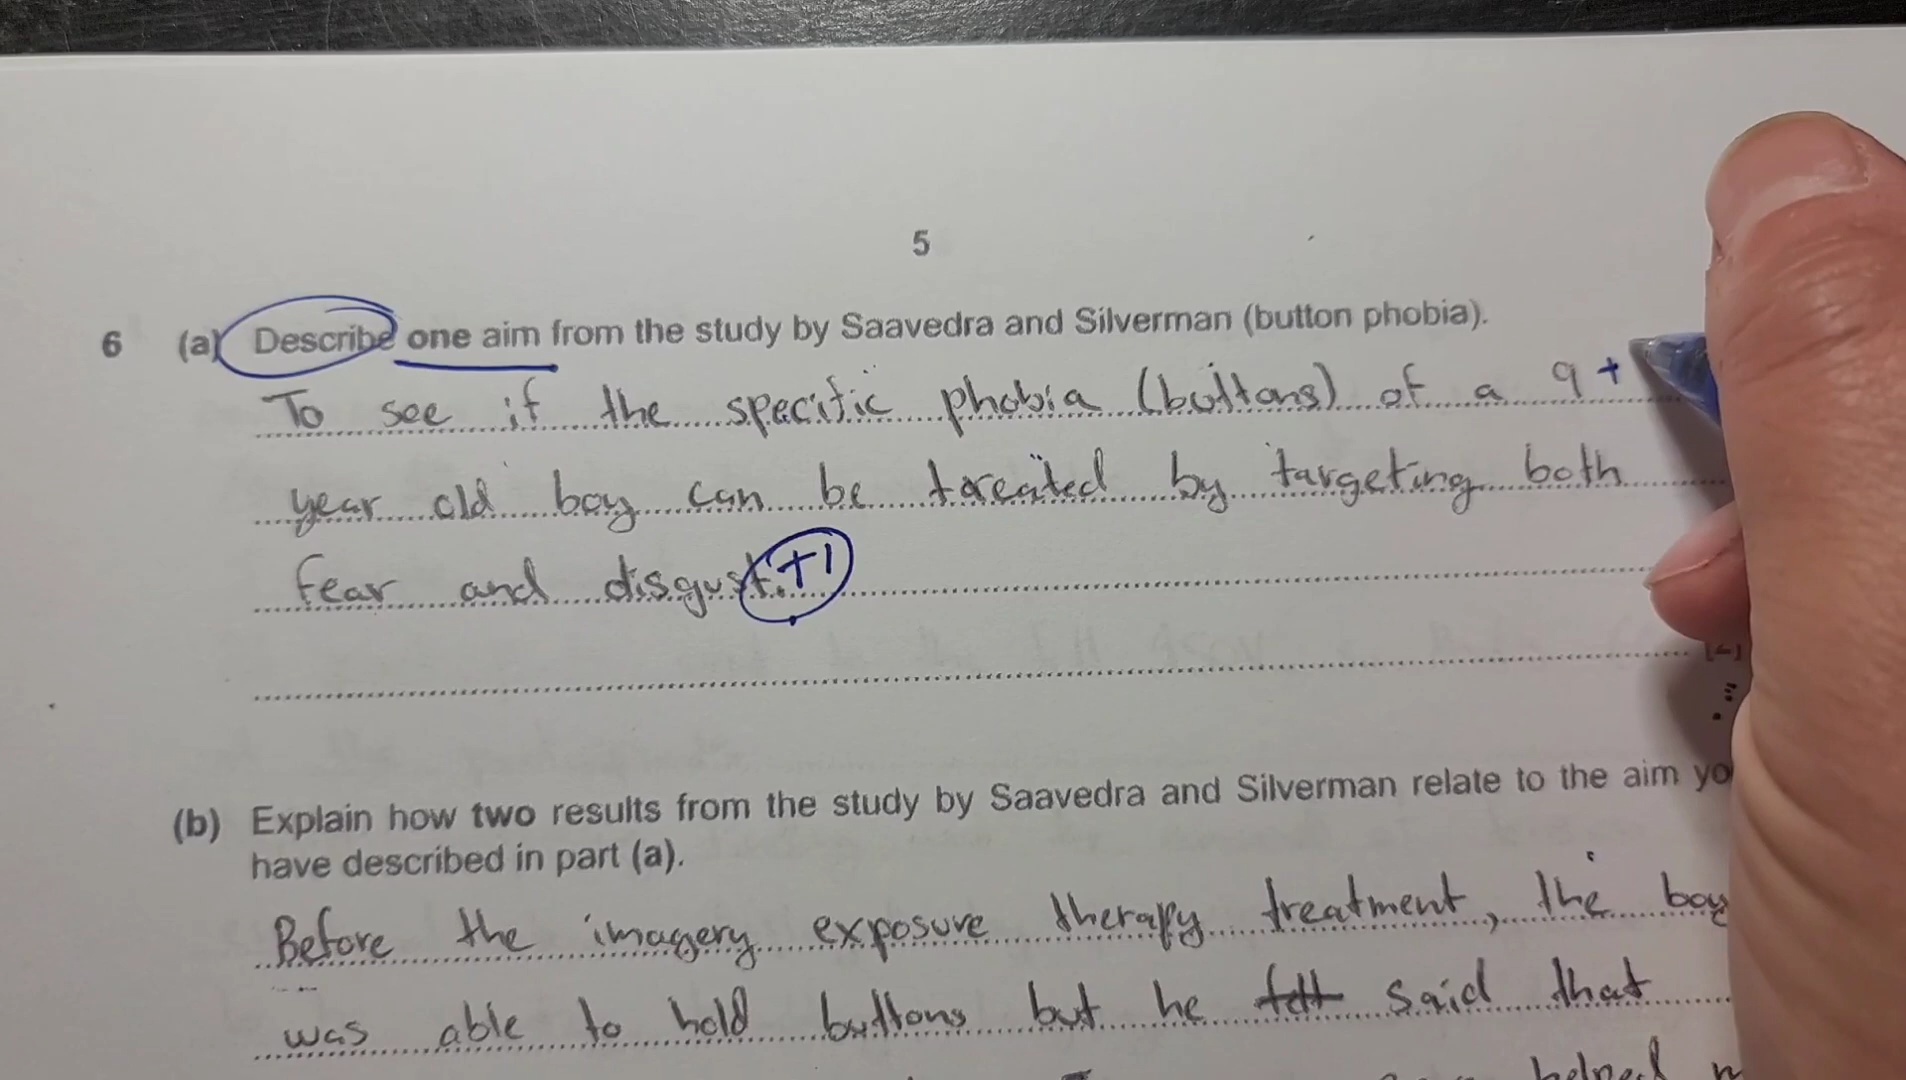 5
6 (a) Describe one aim from the study by Saavedra and Silverman (button phobia).
To see if the specific phobia (buttons) of a 9 +
year old boy can be treated by targeting both
fear and disgust. +1
[2]
(b) Explain how two results from the study by Saavedra and Silverman relate to the aim yo
have described in part (a).
Before the imagery exposure therapy treatment, the boy
was able to hold buttons but he said that
helped